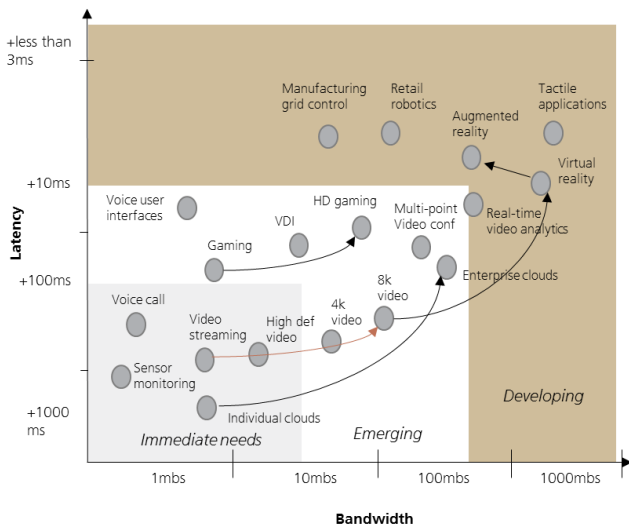 +less than
3ms
Manufacturing
grid control
Retail
robotics
Tactile
applications
Augmented
reality
Virtual
reality
+10ms
Voice user
interfaces
HD gaming
VDI
Multi-point
Video conf
Real-time
video analytics
Latency
Gaming
+100ms
Enterprise clouds
8k
video
Voice call
4k
video
Video
streaming
High def
video
Sensor
monitoring
Developing
+1000
ms
Individual clouds
Immediate needs
Emerging
1mbs
10mbs
100mbs
1000mbs
Bandwidth